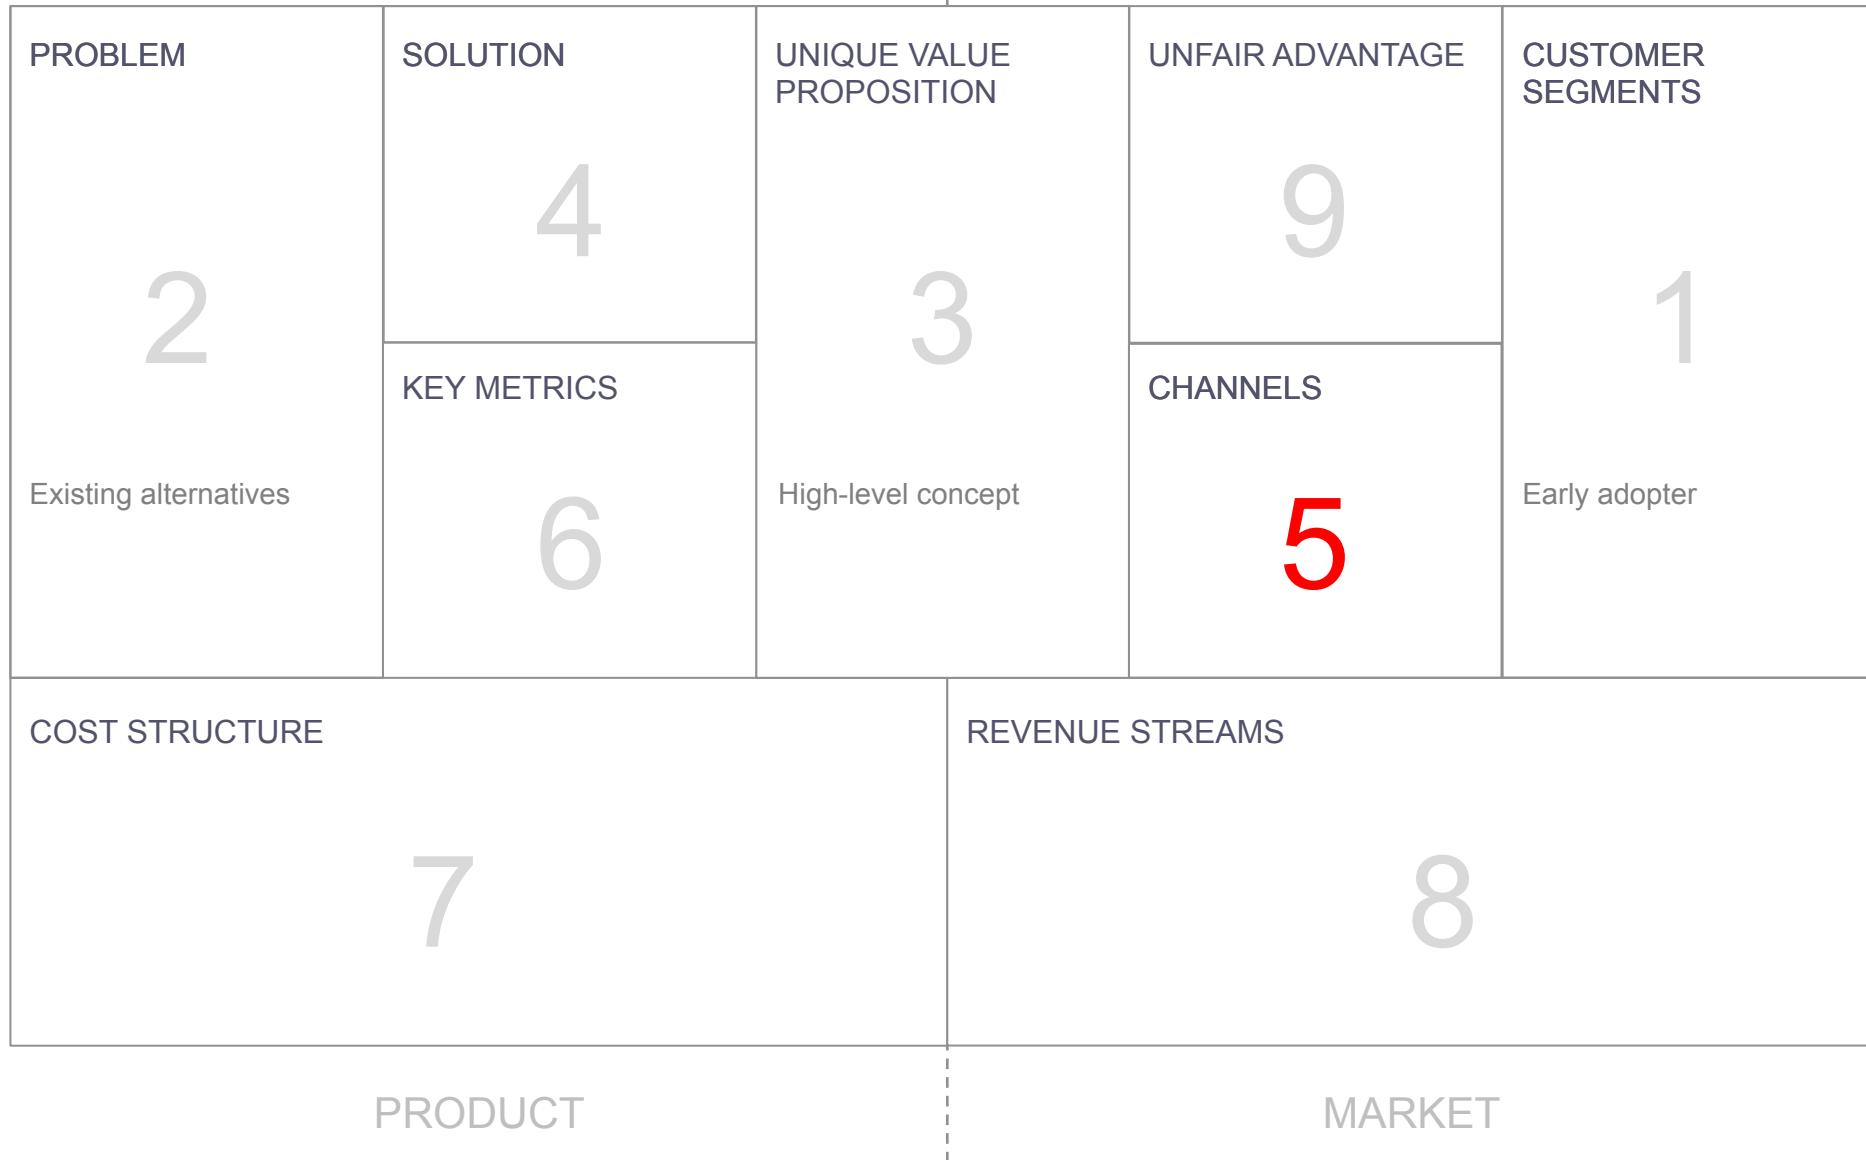 PROBLEM
2
Existing alternatives
SOLUTION
4
KEY METRICS
6
UNIQUE VALUE
PROPOSITION
3
High-level concept
UNFAIR ADVANTAGE
9
CHANNELS
5
CUSTOMER
SEGMENTS
1
Early adopter
COST STRUCTURE
7
REVENUE STREAMS
8
PRODUCT
MARKET